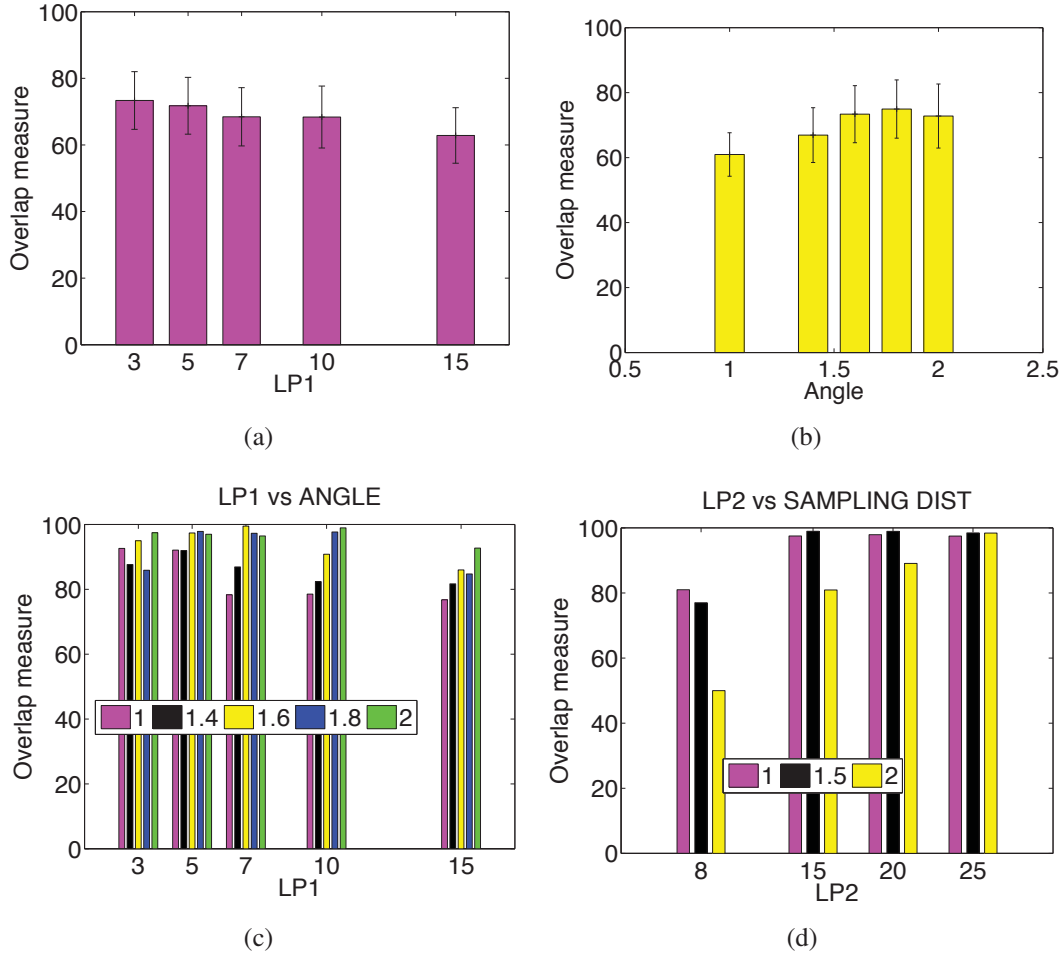 100
80
60
40
20
0
Overlap measure
3 5 7 10 15
LP1
(a)
100
80
60
40
20
0
Overlap measure
0.5 1 1.5 2 2.5
Angle
(b)
LP1 vs ANGLE
100
80
60
40
20
0
Overlap measure
1 1.4 1.6 1.8 2
3 5 7 10 15
LP1
(c)
LP2 vs SAMPLING DIST
100
80
60
40
20
0
Overlap measure
1 1.5 2
8 15 20 25
LP2
(d)